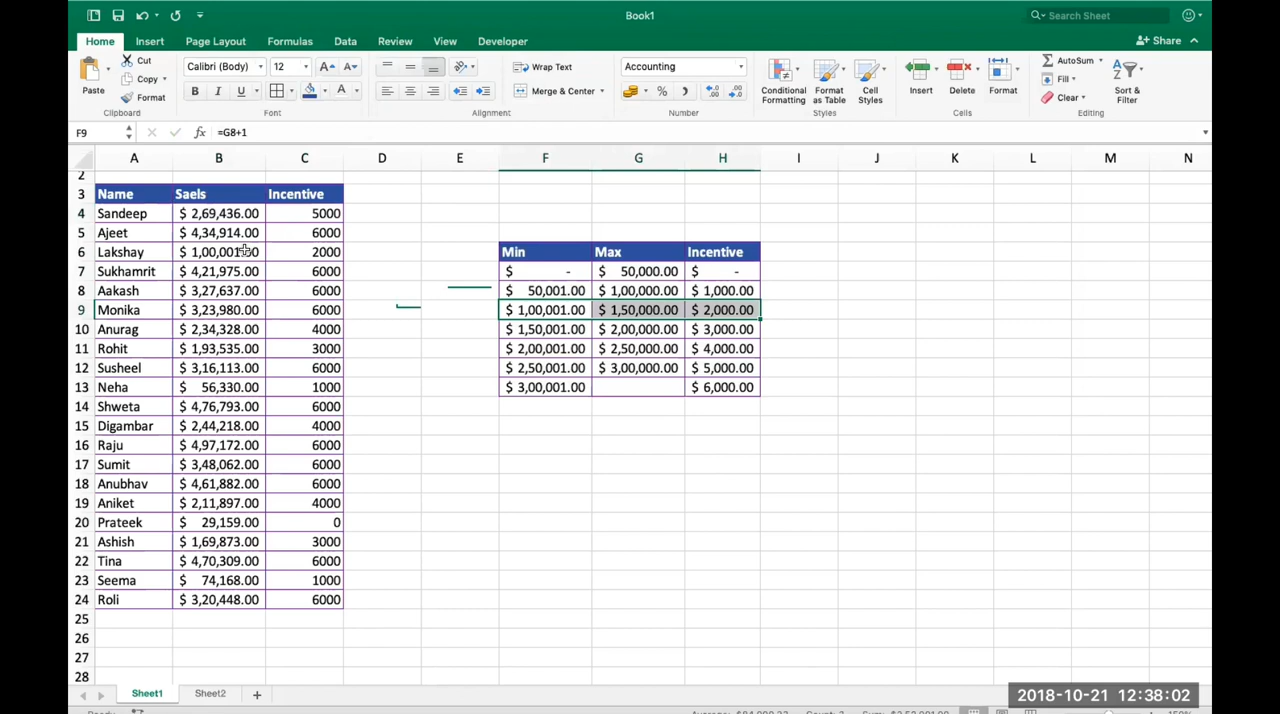 Book1
Search Sheet
Home Insert Page Layout Formulas Data Review View Developer
Share
Paste
Cut
Copy
Format
Clipboard
Calibri (Body) 12
B I U
Font
Wrap Text
Merge & Center
Alignment
Accounting
Number
Conditional Formatting
Format as Table
Cell Styles
Styles
Insert
Delete
Format
Cells
AutoSum
Fill
Clear
Sort & Filter
Editing
F9 fx =G8+1
A B C D E F G H I J K L M N
2
3 Name Saels Incentive
4 Sandeep $ 2,69,436.00 5000
5 Ajeet $ 4,34,914.00 6000
6 Lakshay $ 1,00,001.00 2000 Min Max Incentive
7 Sukhamrit $ 4,21,975.00 6000 $ - $ 50,000.00 $ -
8 Aakash $ 3,27,637.00 6000 $ 50,001.00 $ 1,00,000.00 $ 1,000.00
9 Monika $ 3,23,980.00 6000 $ 1,00,001.00 $ 1,50,000.00 $ 2,000.00
10 Anurag $ 2,34,328.00 4000 $ 1,50,001.00 $ 2,00,000.00 $ 3,000.00
11 Rohit $ 1,93,535.00 3000 $ 2,00,001.00 $ 2,50,000.00 $ 4,000.00
12 Susheel $ 3,16,113.00 6000 $ 2,50,001.00 $ 3,00,000.00 $ 5,000.00
13 Neha $ 56,330.00 1000 $ 3,00,001.00 $ 6,000.00
14 Shweta $ 4,76,793.00 6000
15 Digambar $ 2,44,218.00 4000
16 Raju $ 4,97,172.00 6000
17 Sumit $ 3,48,062.00 6000
18 Anubhav $ 4,61,882.00 6000
19 Aniket $ 2,11,897.00 4000
20 Prateek $ 29,159.00 0
21 Ashish $ 1,69,873.00 3000
22 Tina $ 4,70,309.00 6000
23 Seema $ 74,168.00 1000
24 Roli $ 3,20,448.00 6000
25
26
27
28
Sheet1 Sheet2 +
2018-10-21 12:38:02